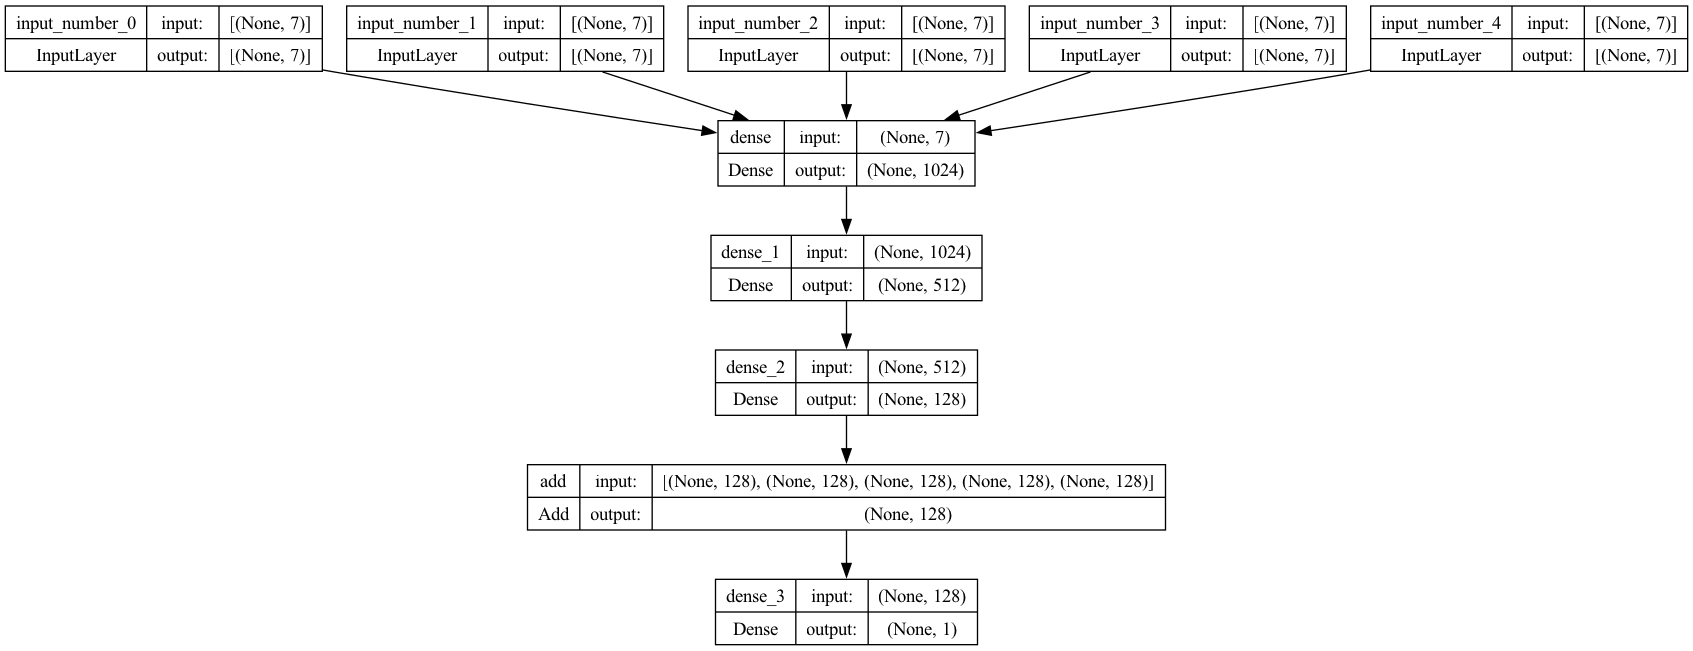 input_number_0 input: [(None, 7)]
InputLayer output: [(None, 7)]
input_number_1 input: [(None, 7)]
InputLayer output: [(None, 7)]
input_number_2 input: [(None, 7)]
InputLayer output: [(None, 7)]
input_number_3 input: [(None, 7)]
InputLayer output: [(None, 7)]
input_number_4 input: [(None, 7)]
InputLayer output: [(None, 7)]
dense input: (None, 7)
Dense output: (None, 1024)
dense_1 input: (None, 1024)
Dense output: (None, 512)
dense_2 input: (None, 512)
Dense output: (None, 128)
add input: [(None, 128), (None, 128), (None, 128), (None, 128), (None, 128)]
Add output: (None, 128)
dense_3 input: (None, 128)
Dense output: (None, 1)